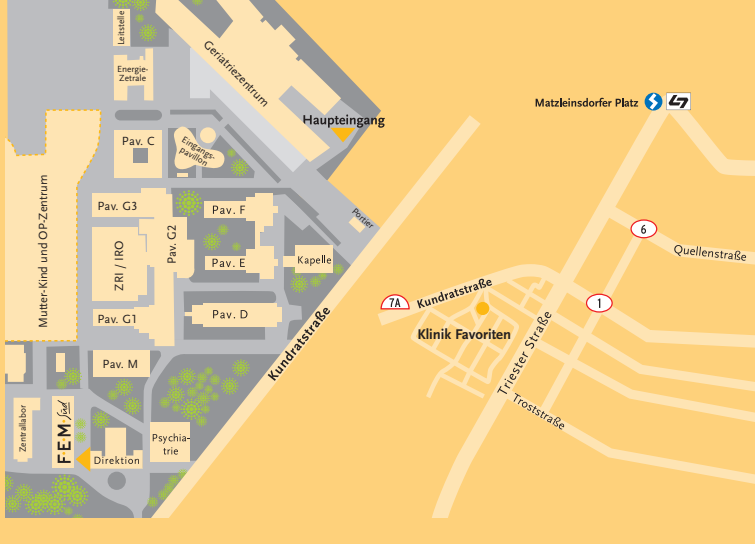 Leitstelle
Geriatriezentrum
Energie-
Zetrale
Haupteingang
Pav. C
Eingangs-
pavillon
Mutter-Kind und OP-Zentrum
Pav. G3
Pav. G2
Pav. F
Portier
ZRI / IRO
Pav. E
Kapelle
Pav. G1
Pav. D
Kundratstraße
Pav. M
Zentrallabor
F·E·M Süd
Direktion
Psychia-
trie
Matzleinsdorfer Platz
6
Quellenstraße
7A
Kundratstraße
1
Klinik Favoriten
Triester Straße
Troststraße